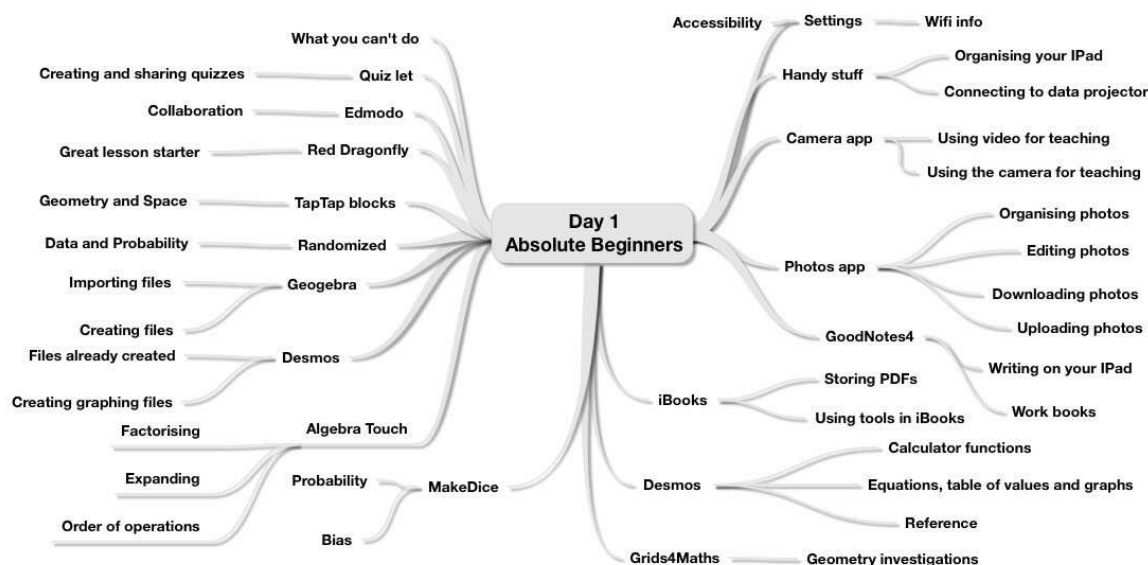 Day 1
Absolute Beginners
What you can't do
Quiz let
Creating and sharing quizzes
Edmodo
Collaboration
Red Dragonfly
Great lesson starter
TapTap blocks
Geometry and Space
Randomized
Data and Probability
Geogebra
Importing files
Creating files
Desmos
Files already created
Creating graphing files
Algebra Touch
Factorising
Expanding
Order of operations
MakeDice
Probability
Bias
Accessibility
Settings
Wifi info
Handy stuff
Organising your IPad
Connecting to data projector
Camera app
Using video for teaching
Using the camera for teaching
Photos app
Organising photos
Editing photos
Downloading photos
Uploading photos
GoodNotes4
Writing on your IPad
Work books
iBooks
Storing PDFs
Using tools in iBooks
Desmos
Calculator functions
Equations, table of values and graphs
Reference
Grids4Maths
Geometry investigations